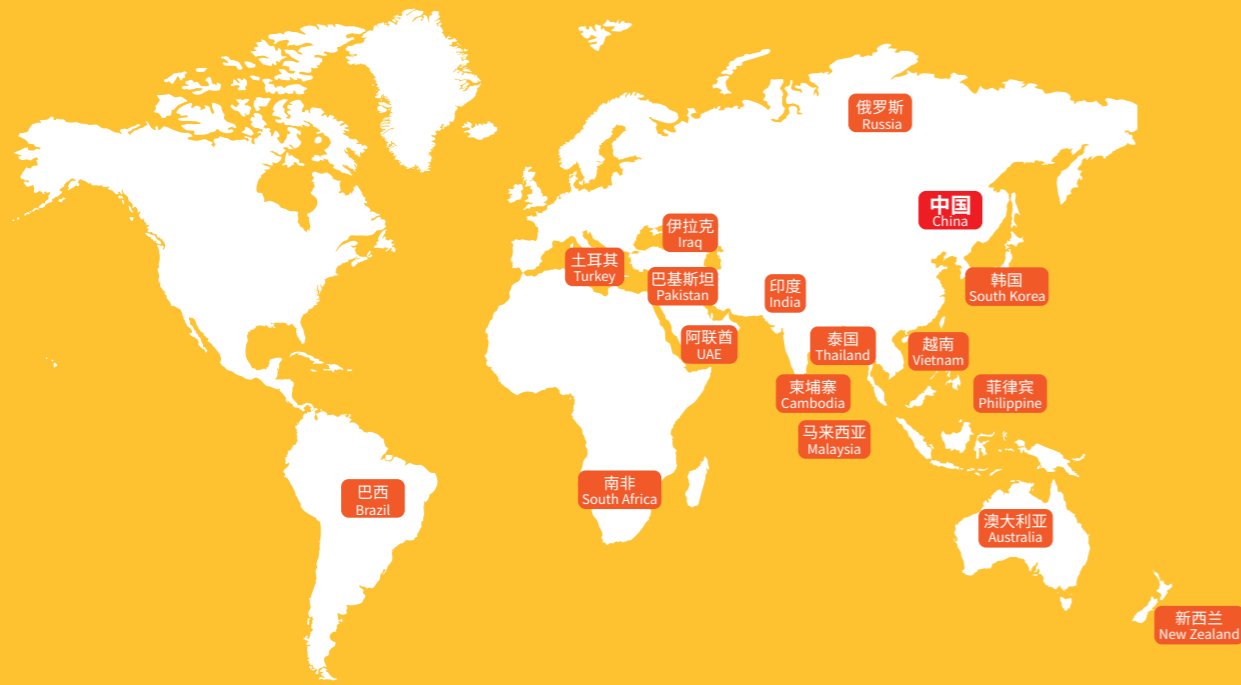 俄罗斯
Russia
中国
China
伊拉克
Iraq
土耳其
Turkey
巴基斯坦
Pakistan
印度
India
韩国
South Korea
阿联酋
UAE
泰国
Thailand
越南
Vietnam
柬埔寨
Cambodia
菲律宾
Philippine
马来西亚
Malaysia
巴西
Brazil
南非
South Africa
澳大利亚
Australia
新西兰
New Zealand